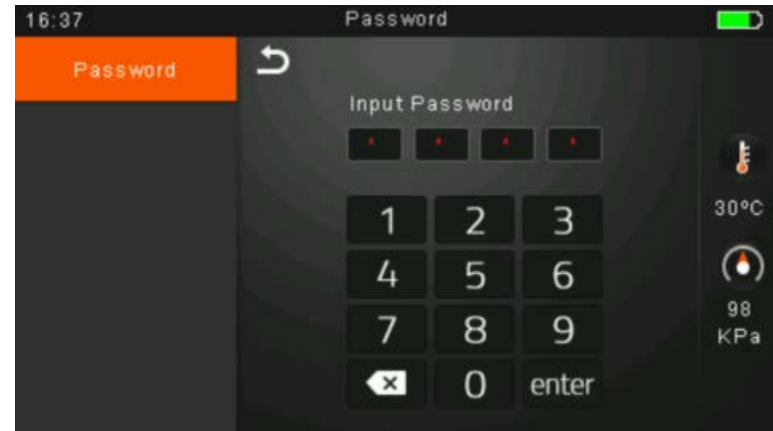 16:37 Password
Password
Input Password
* * * *
1 2 3
30°C
4 5 6
7 8 9
98
KPa
0 enter